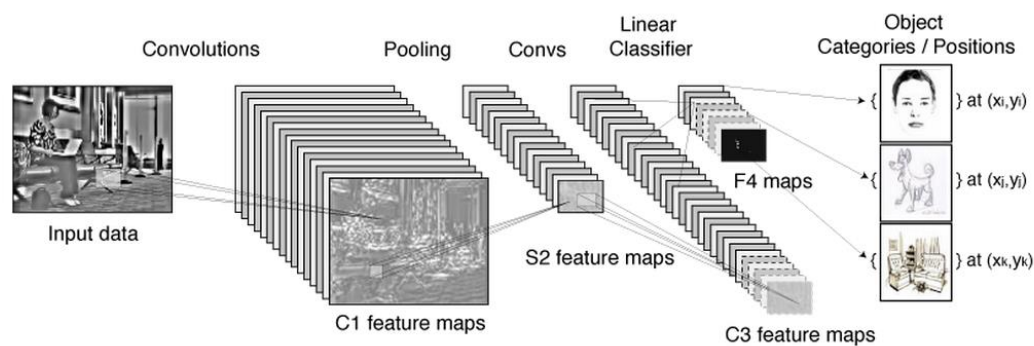 Convolutions
Pooling
Convs
Linear
Classifier
Object
Categories / Positions
{ } at (xi,yi)
{ } at (xj,yj)
{ } at (xk,yk)
Input data
C1 feature maps
S2 feature maps
C3 feature maps
F4 maps